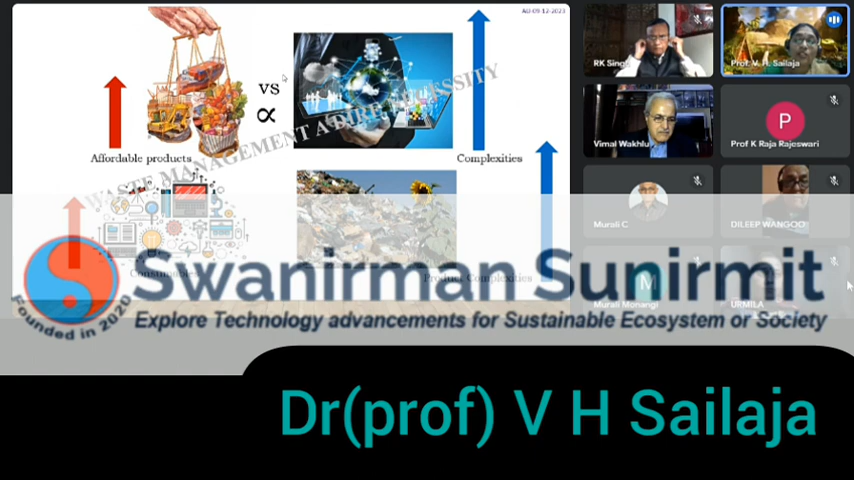 AU-09-12-2023
VS
∝
WASTE MANAGEMENT A DIRE NECESSITY
Affordable products
Complexities
Consumables
Product Complexities
RK Singh
Prof. V. H. Sailaja
Vimal Wakhlu
P
Prof K Raja Rajeswari
Murali C
DILEEP WANGOO
M
Murali Monangi
URMILA
Swanirman Sunirmit
Founded in 2020
Explore Technology advancements for Sustainable Ecosystem or Society
Dr(prof) V H Sailaja